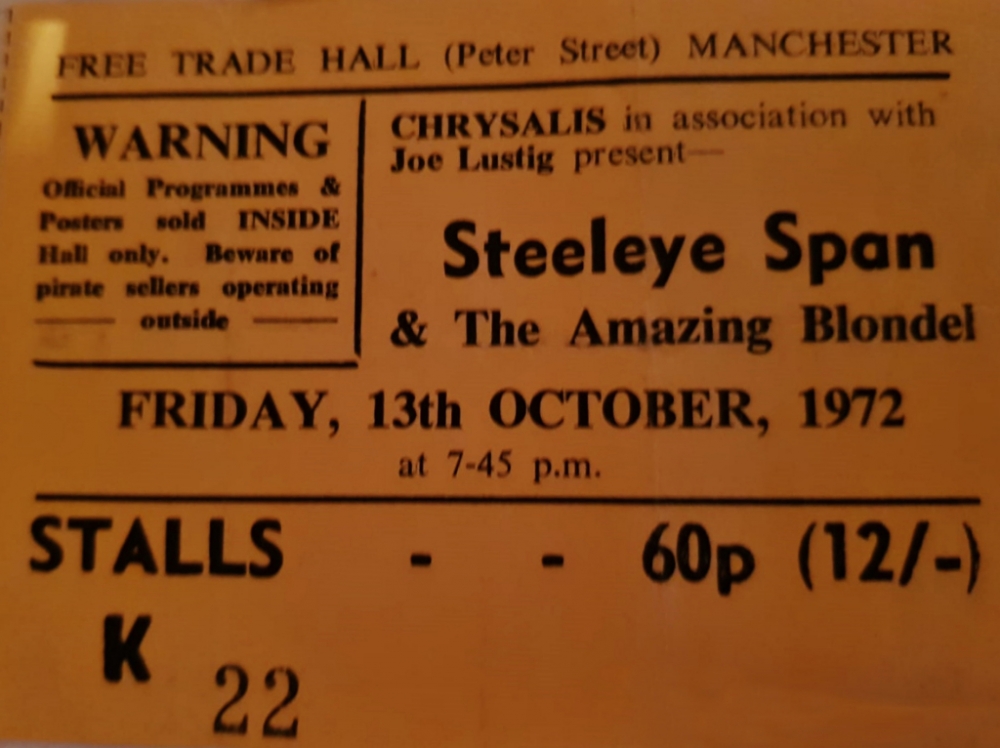 FREE TRADE HALL (Peter Street) MANCHESTER
WARNING
Official Programmes &
Posters sold INSIDE
Hall only. Beware of
pirate sellers operating
outside
CHRYSALIS in association with
Joe Lustig present—
Steeleye Span
& The Amazing Blondel
FRIDAY, 13th OCTOBER, 1972
at 7-45 p.m.
STALLS - - 60p (12/-)
K 22